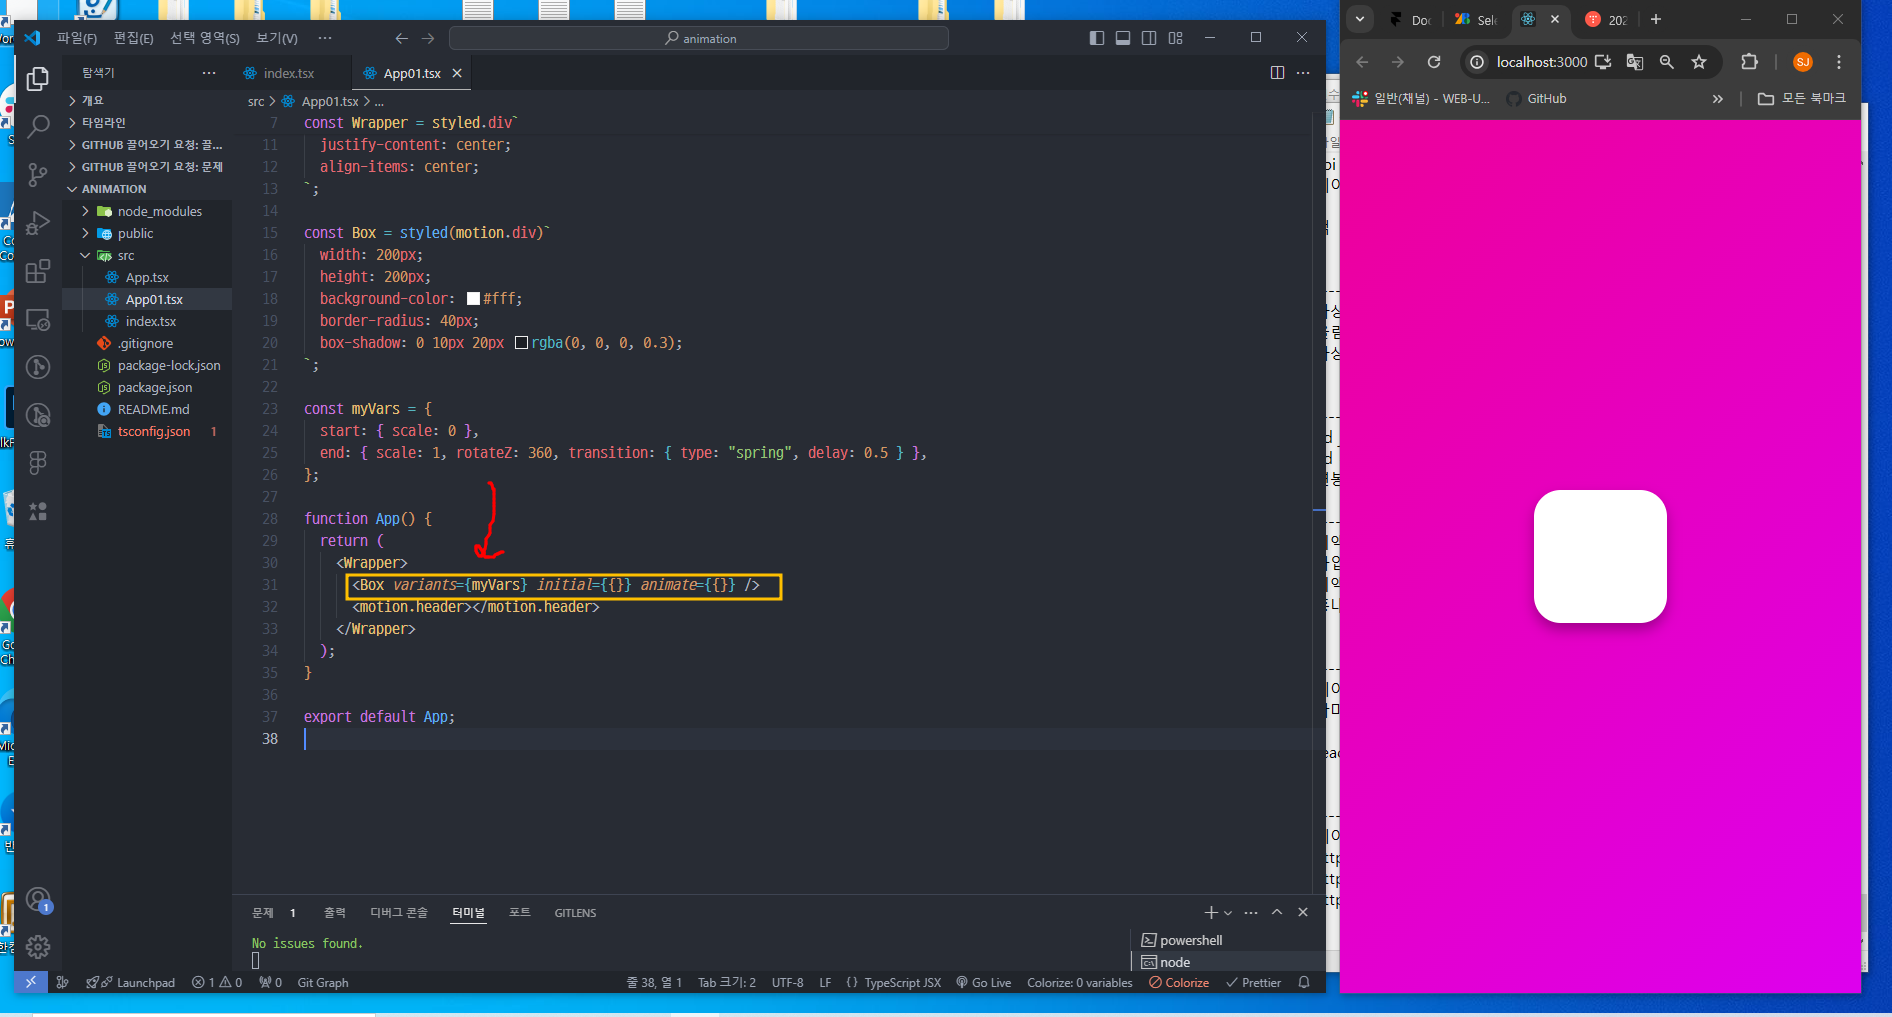 파일(F) 편집(E) 선택 영역(S) 보기(V) ··· animation
탐색기 ···
개요
타임라인
GITHUB 끌어오기 요청: 끌...
GITHUB 끌어오기 요청: 문제
ANIMATION
node_modules
public
src
App.tsx
App01.tsx
index.tsx
.gitignore
package-lock.json
package.json
README.md
tsconfig.json 1
index.tsx App01.tsx
src > App01.tsx > ...
7 const Wrapper = styled.div`
11 justify-content: center;
12 align-items: center;
13 `;
14
15 const Box = styled(motion.div)`
16 width: 200px;
17 height: 200px;
18 background-color: #fff;
19 border-radius: 40px;
20 box-shadow: 0 10px 20px rgba(0, 0, 0, 0.3);
21 `;
22
23 const myVars = {
24 start: { scale: 0 },
25 end: { scale: 1, rotateZ: 360, transition: { type: "spring", delay: 0.5 } },
26 };
27
28 function App() {
29 return (
30 <Wrapper>
31 <Box variants={myVars} initial={{}} animate={{}} />
32 <motion.header></motion.header>
33 </Wrapper>
34 );
35 }
36
37 export default App;
38
문제 1 출력 디버그 콘솔 터미널 포트 GITLENS
No issues found.
powershell
node
1
Launchpad 1 0 0 Git Graph 줄 38, 열 1 Tab 크기: 2 UTF-8 LF {} TypeScript JSX Go Live Colorize: 0 variables Colorize Prettier
Sel 202
localhost:3000 SJ
일반(채널) - WEB-U... GitHub » 모든 북마크